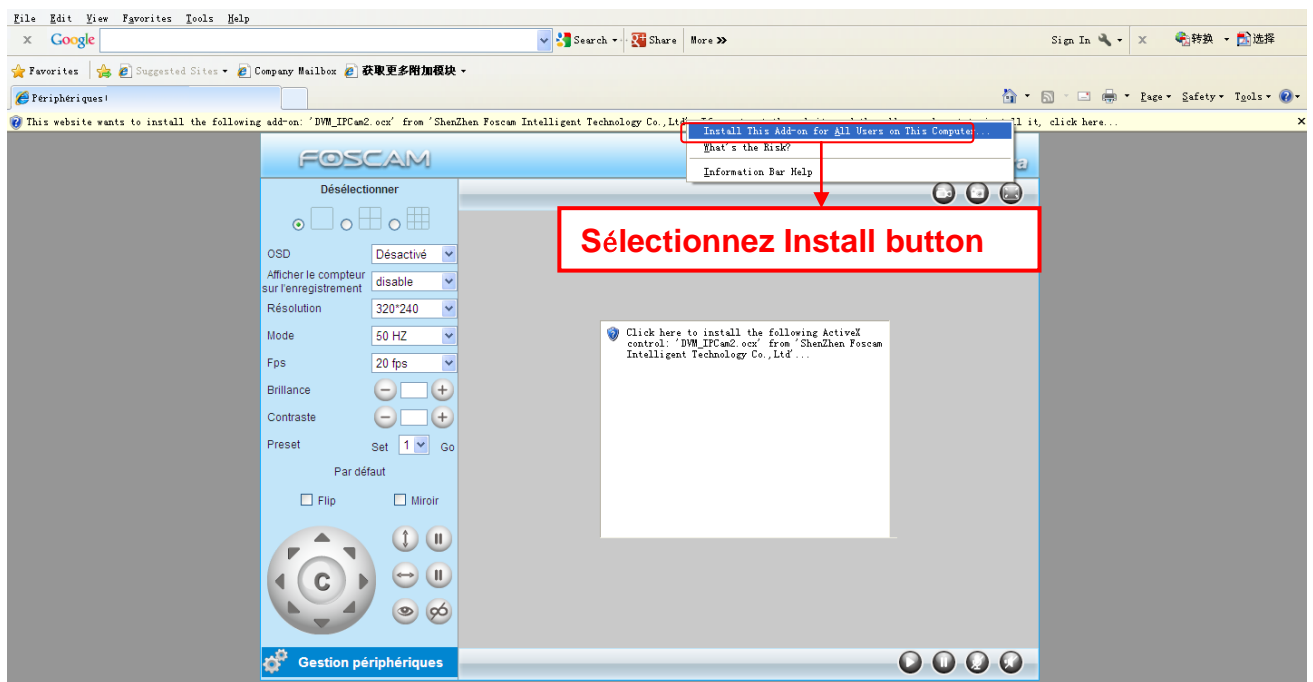 File Edit View Favorites Tools Help
x Google Search Share More >> Sign In x 转换 选择
Favorites Suggested Sites Company Mailbox 获取更多附加模块
Périphériques Page Safety Tools
This website wants to install the following add-on: 'DVM_IPCam2.ocx' from 'ShenZhen Foscam Intelligent Technology Co.,Ltd' it, click here... x
Install This Add-on for All Users on This Computer...
What's the Risk?
Information Bar Help
FOSCAM
Désélectionner
Sélectionnez Install button
OSD Désactivé
Afficher le compteur
sur l'enregistrement disable
Résolution 320*240
Mode 50 HZ
Fps 20 fps
Brillance
Contraste
Preset Set 1 Go
Par défaut
Flip Miroir
C
Click here to install the following ActiveX
control: 'DVM_IPCam2.ocx' from 'ShenZhen Foscam
Intelligent Technology Co.,Ltd'...
Gestion périphériques